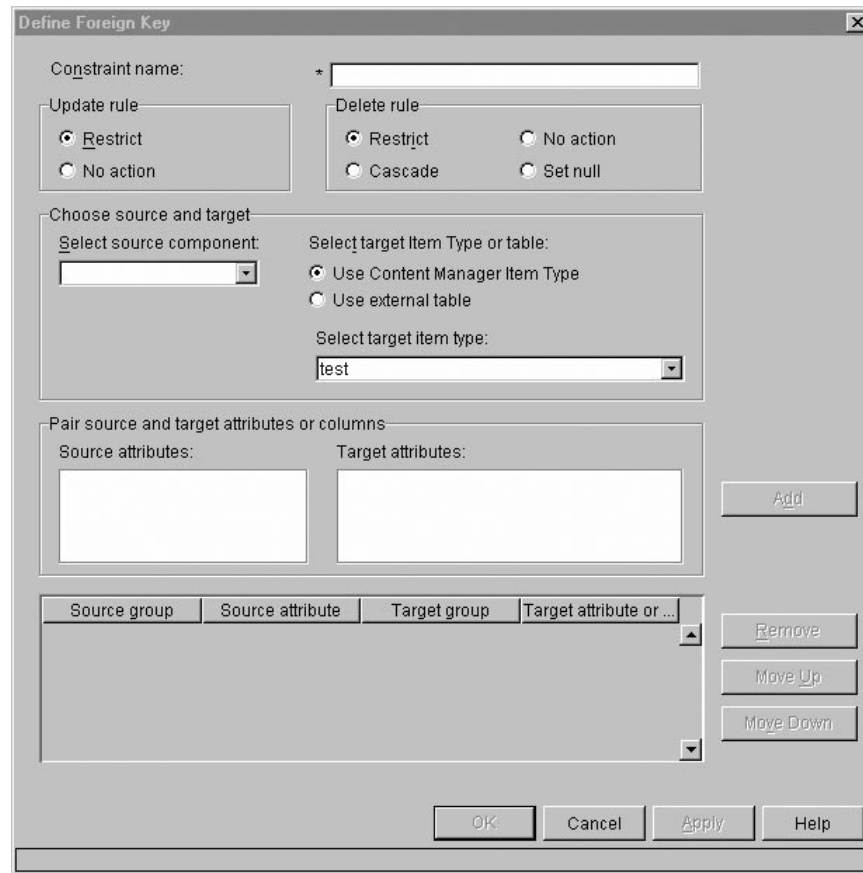 Define Foreign Key
Constraint name: *
Update rule
Restrict
No action
Delete rule
Restrict No action
Cascade Set null
Choose source and target
Select source component:
Select target Item Type or table:
Use Content Manager Item Type
Use external table
Select target item type:
test
Pair source and target attributes or columns
Source attributes: Target attributes:
Add
Source group Source attribute Target group Target attribute or ...
Remove
Move Up
Move Down
OK Cancel Apply Help